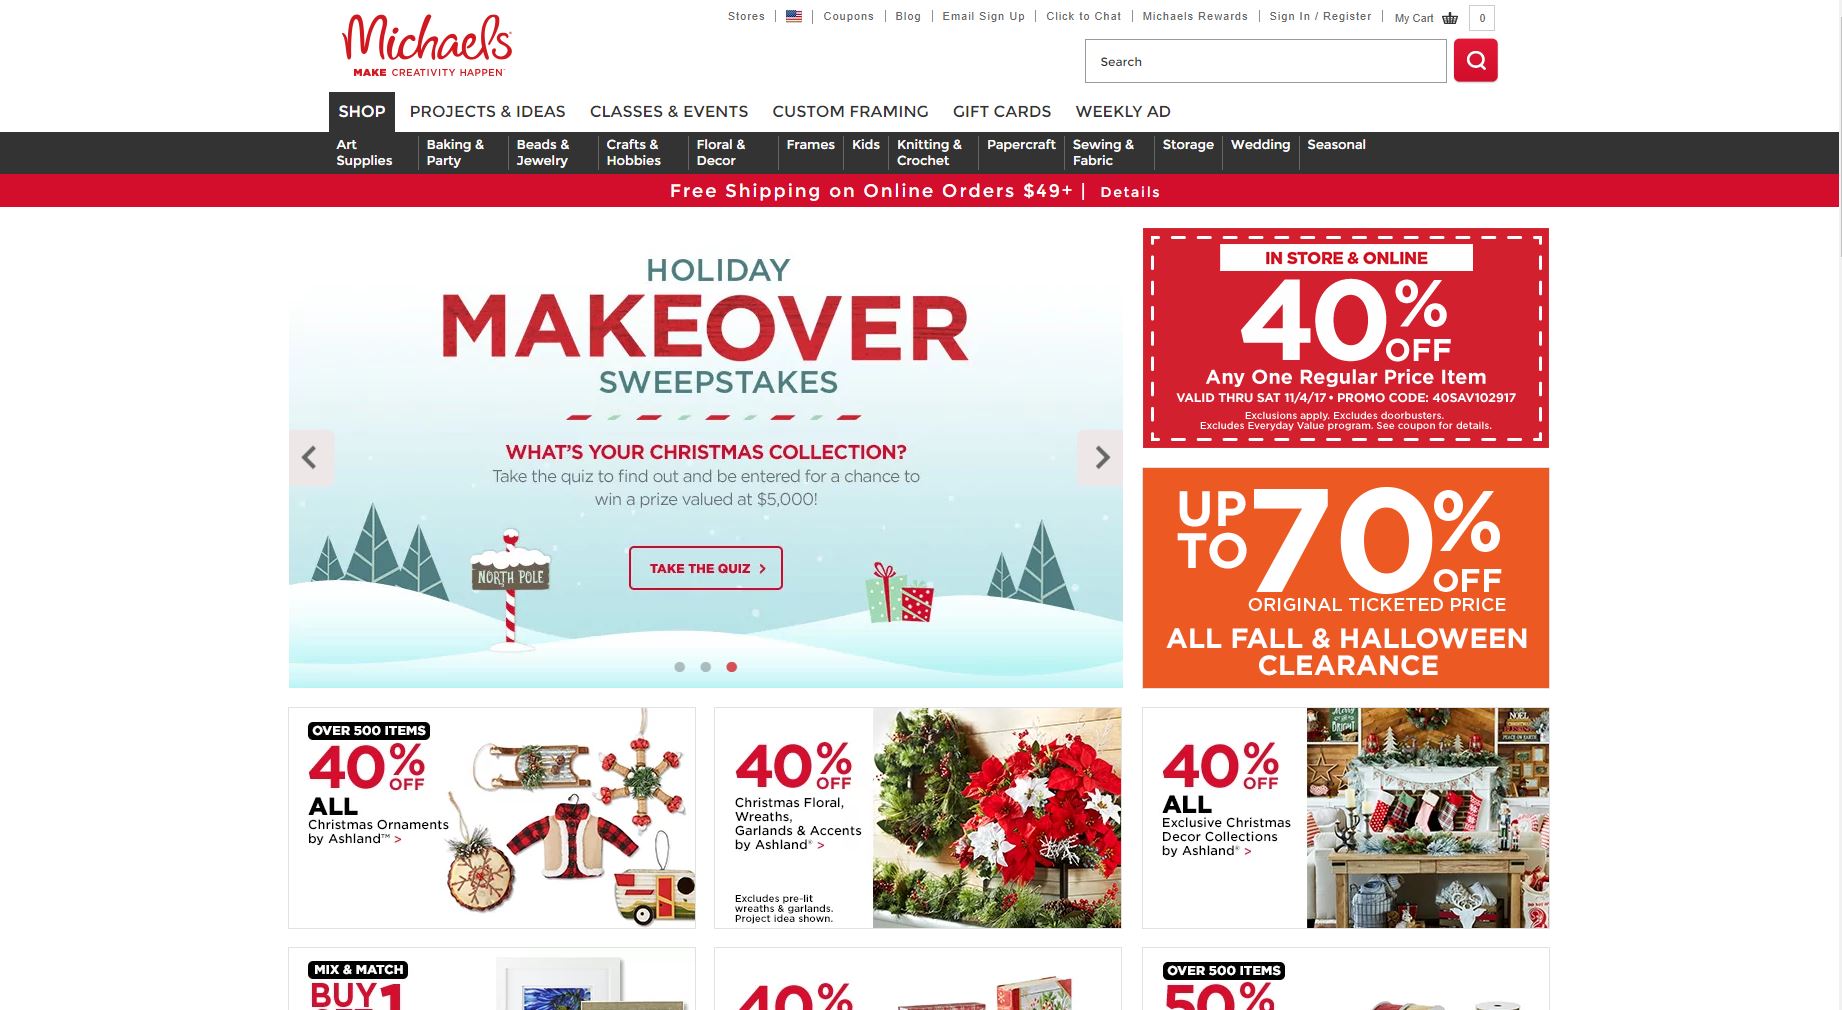 Michaels
MAKE CREATIVITY HAPPEN
Stores
Coupons
Blog
Email Sign Up
Click to Chat
Michaels Rewards
Sign In / Register
My Cart
0
Search
SHOP
PROJECTS & IDEAS
CLASSES & EVENTS
CUSTOM FRAMING
GIFT CARDS
WEEKLY AD
Art
Supplies
Baking &
Party
Beads &
Jewelry
Crafts &
Hobbies
Floral &
Decor
Frames
Kids
Knitting &
Crochet
Papercraft
Sewing &
Fabric
Storage
Wedding
Seasonal
Free Shipping on Online Orders $49+ | Details
HOLIDAY
MAKEOVER
SWEEPSTAKES
WHAT'S YOUR CHRISTMAS COLLECTION?
Take the quiz to find out and be entered for a chance to
win a prize valued at $5,000!
NORTH POLE
TAKE THE QUIZ >
IN STORE & ONLINE
40% OFF
Any One Regular Price Item
VALID THRU SAT 11/4/17 • PROMO CODE: 40SAV102917
Exclusions apply. Excludes doorbusters.
Excludes Everyday Value program. See coupon for details.
UP TO 70% OFF
ORIGINAL TICKETED PRICE
ALL FALL & HALLOWEEN
CLEARANCE
OVER 500 ITEMS
40% OFF
ALL
Christmas Ornaments
by Ashland™ >
40% OFF
Christmas Floral,
Wreaths,
Garlands & Accents
by Ashland® >
Excludes pre-lit
wreaths & garlands.
Project idea shown.
40% OFF
ALL
Exclusive Christmas
Decor Collections
by Ashland® >
Merry
BRIGHT
NOEL
PEACE ON EARTH
MIX & MATCH
BUY 1
GET
40%
OVER 500 ITEMS
50%